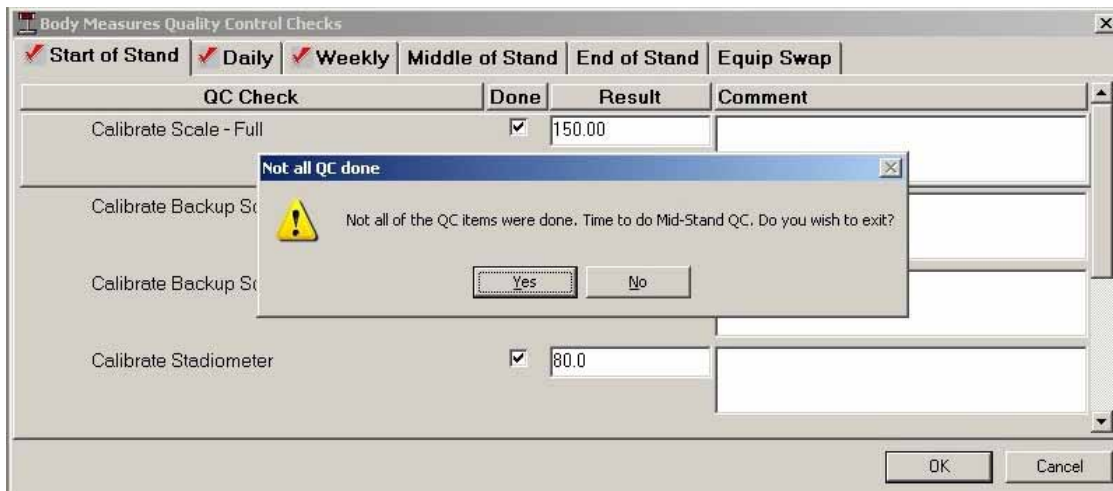 Body Measures Quality Control Checks
Start of Stand Daily Weekly Middle of Stand End of Stand Equip Swap
QC Check Done Result Comment
Calibrate Scale - Full 150.00
Not all QC done
Calibrate Backup
Not all of the QC items were done. Time to do Mid-Stand QC. Do you wish to exit?
Calibrate Backup
Yes No
Calibrate Stadiometer 80.0
OK Cancel